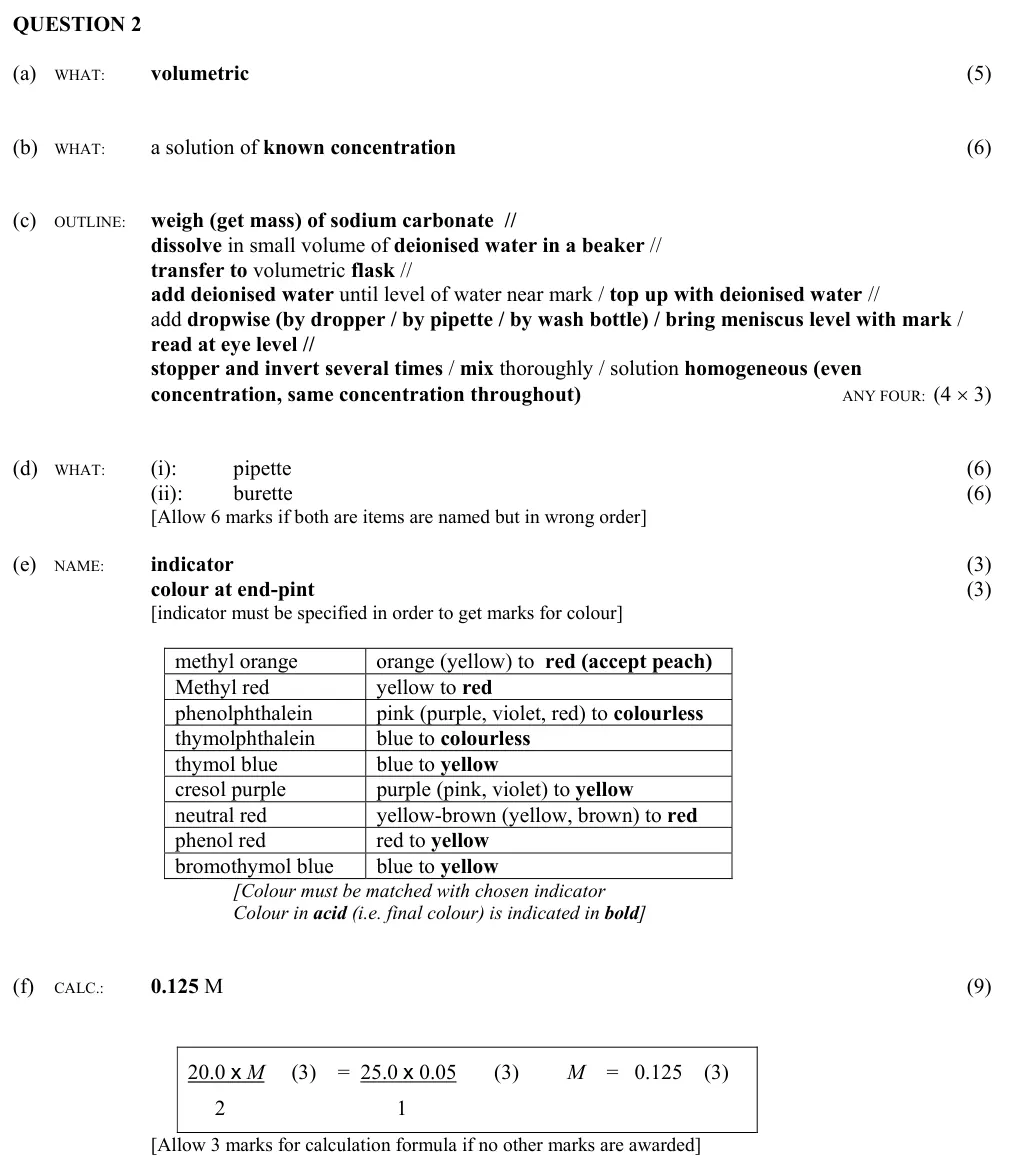 QUESTION 2
(a) WHAT: volumetric (5)
(b) WHAT: a solution of known concentration (6)
(c) OUTLINE: weigh (get mass) of sodium carbonate //
dissolve in small volume of deionised water in a beaker //
transfer to volumetric flask //
add deionised water until level of water near mark / top up with deionised water //
add dropwise (by dropper / by pipette / by wash bottle) / bring meniscus level with mark /
read at eye level //
stopper and invert several times / mix thoroughly / solution homogeneous (even
concentration, same concentration throughout) ANY FOUR: (4 × 3)
(d) WHAT: (i): pipette (6)
(ii): burette (6)
[Allow 6 marks if both are items are named but in wrong order]
(e) NAME: indicator (3)
colour at end-pint (3)
[indicator must be specified in order to get marks for colour]
methyl orange orange (yellow) to red (accept peach)
Methyl red yellow to red
phenolphthalein pink (purple, violet, red) to colourless
thymolphthalein blue to colourless
thymol blue blue to yellow
cresol purple purple (pink, violet) to yellow
neutral red yellow-brown (yellow, brown) to red
phenol red red to yellow
bromothymol blue blue to yellow
[Colour must be matched with chosen indicator
Colour in acid (i.e. final colour) is indicated in bold]
(f) CALC.: 0.125 M (9)
20.0 x M (3) = 25.0 x 0.05 (3) M = 0.125 (3)
2 1
[Allow 3 marks for calculation formula if no other marks are awarded]